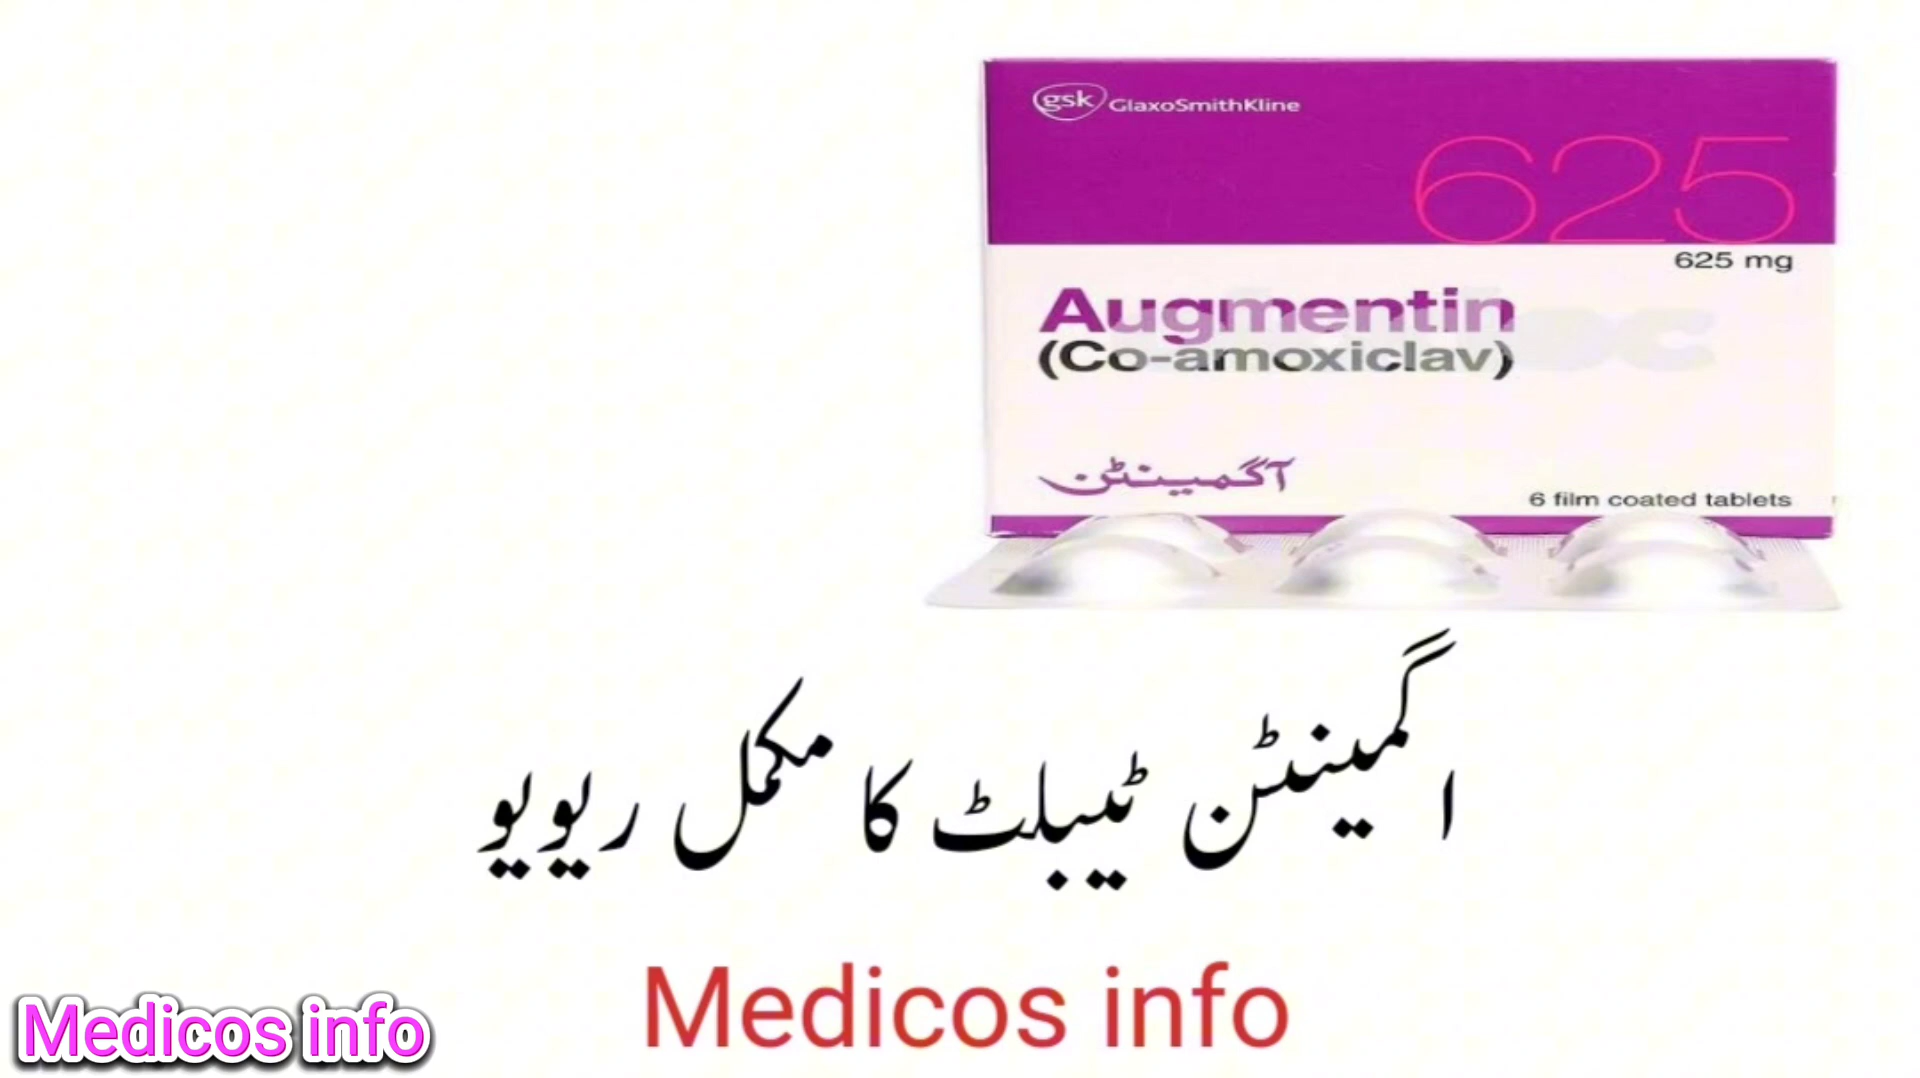 gsk GlaxoSmithKline
625
625 mg
Augmentin
(Co-amoxiclav)
آگمینٹن
6 film coated tablets
اگمینٹن ٹیبلٹ کا مکمل ریویو
Medicos info
Medicos info